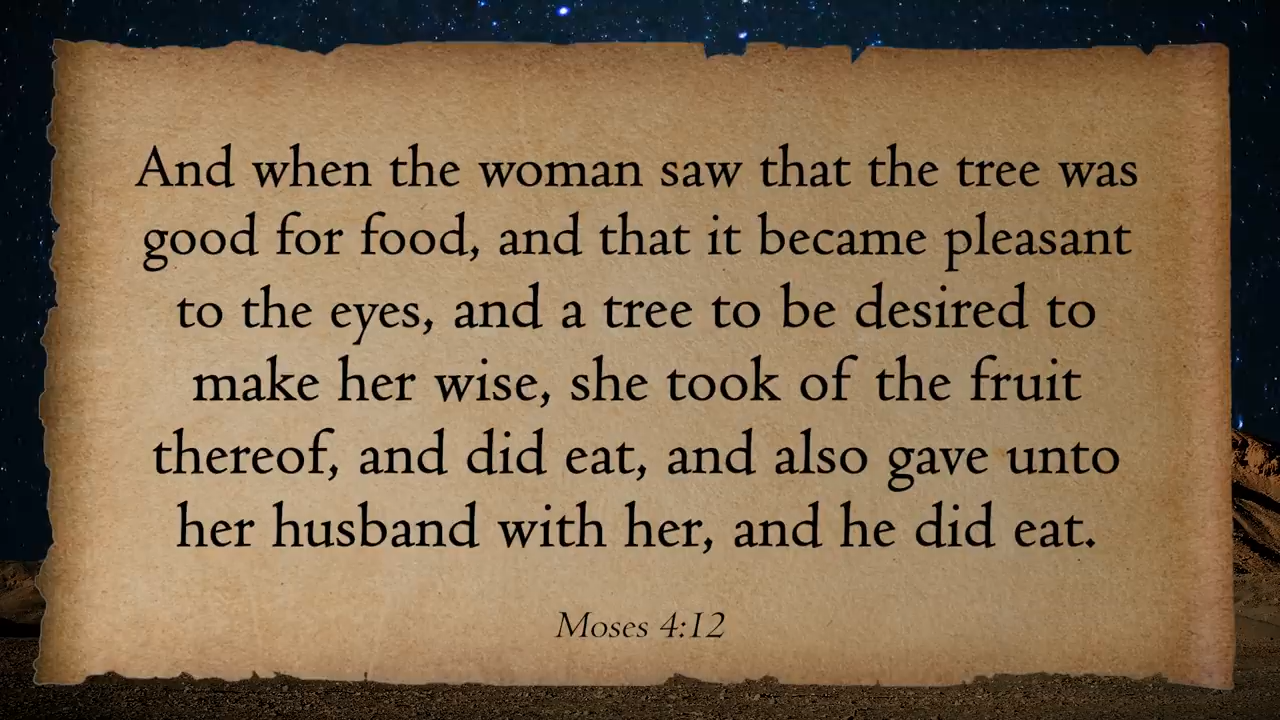 And when the woman saw that the tree was
good for food, and that it became pleasant
to the eyes, and a tree to be desired to
make her wise, she took of the fruit
thereof, and did eat, and also gave unto
her husband with her, and he did eat.
Moses 4:12